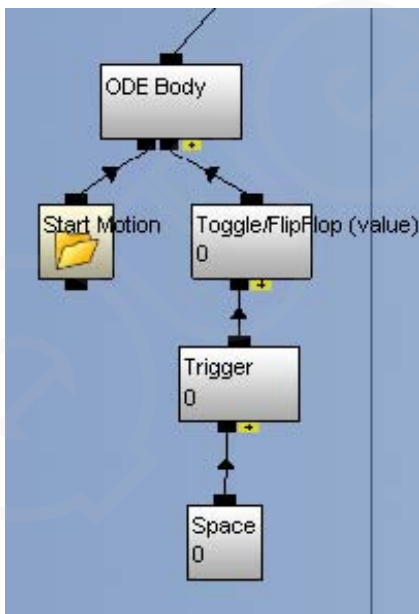 ODE Body
Start Motion
Toggle/FlipFlop (value)
0
Trigger
0
Space
0